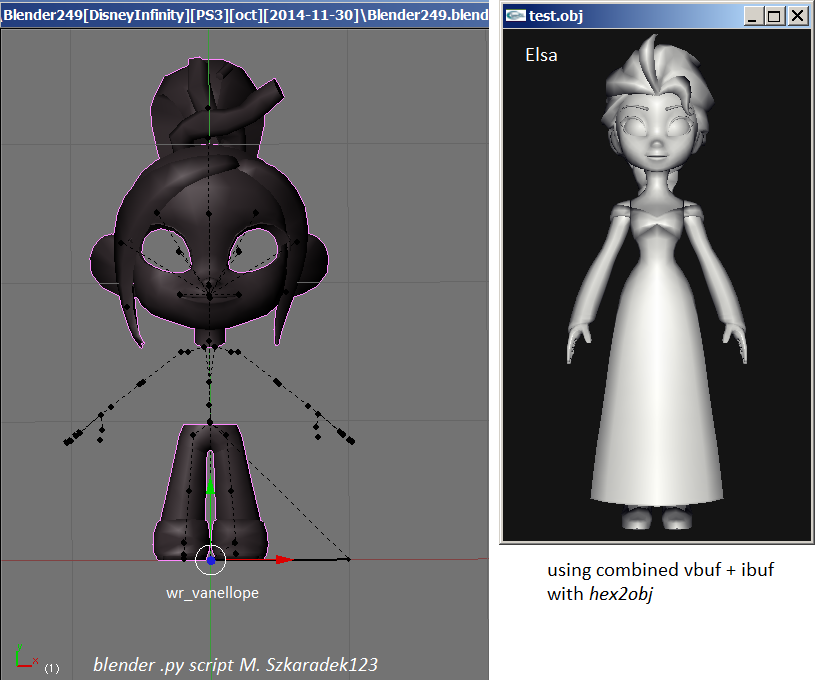 \Blender249[DisneyInfinity][PS3][oct][2014-11-30]\Blender249.blend
test.obj
Elsa
wr_vanellope
using combined vbuf + ibuf
with hex2obj
x
(1)
blender .py script M. Szkaradek123